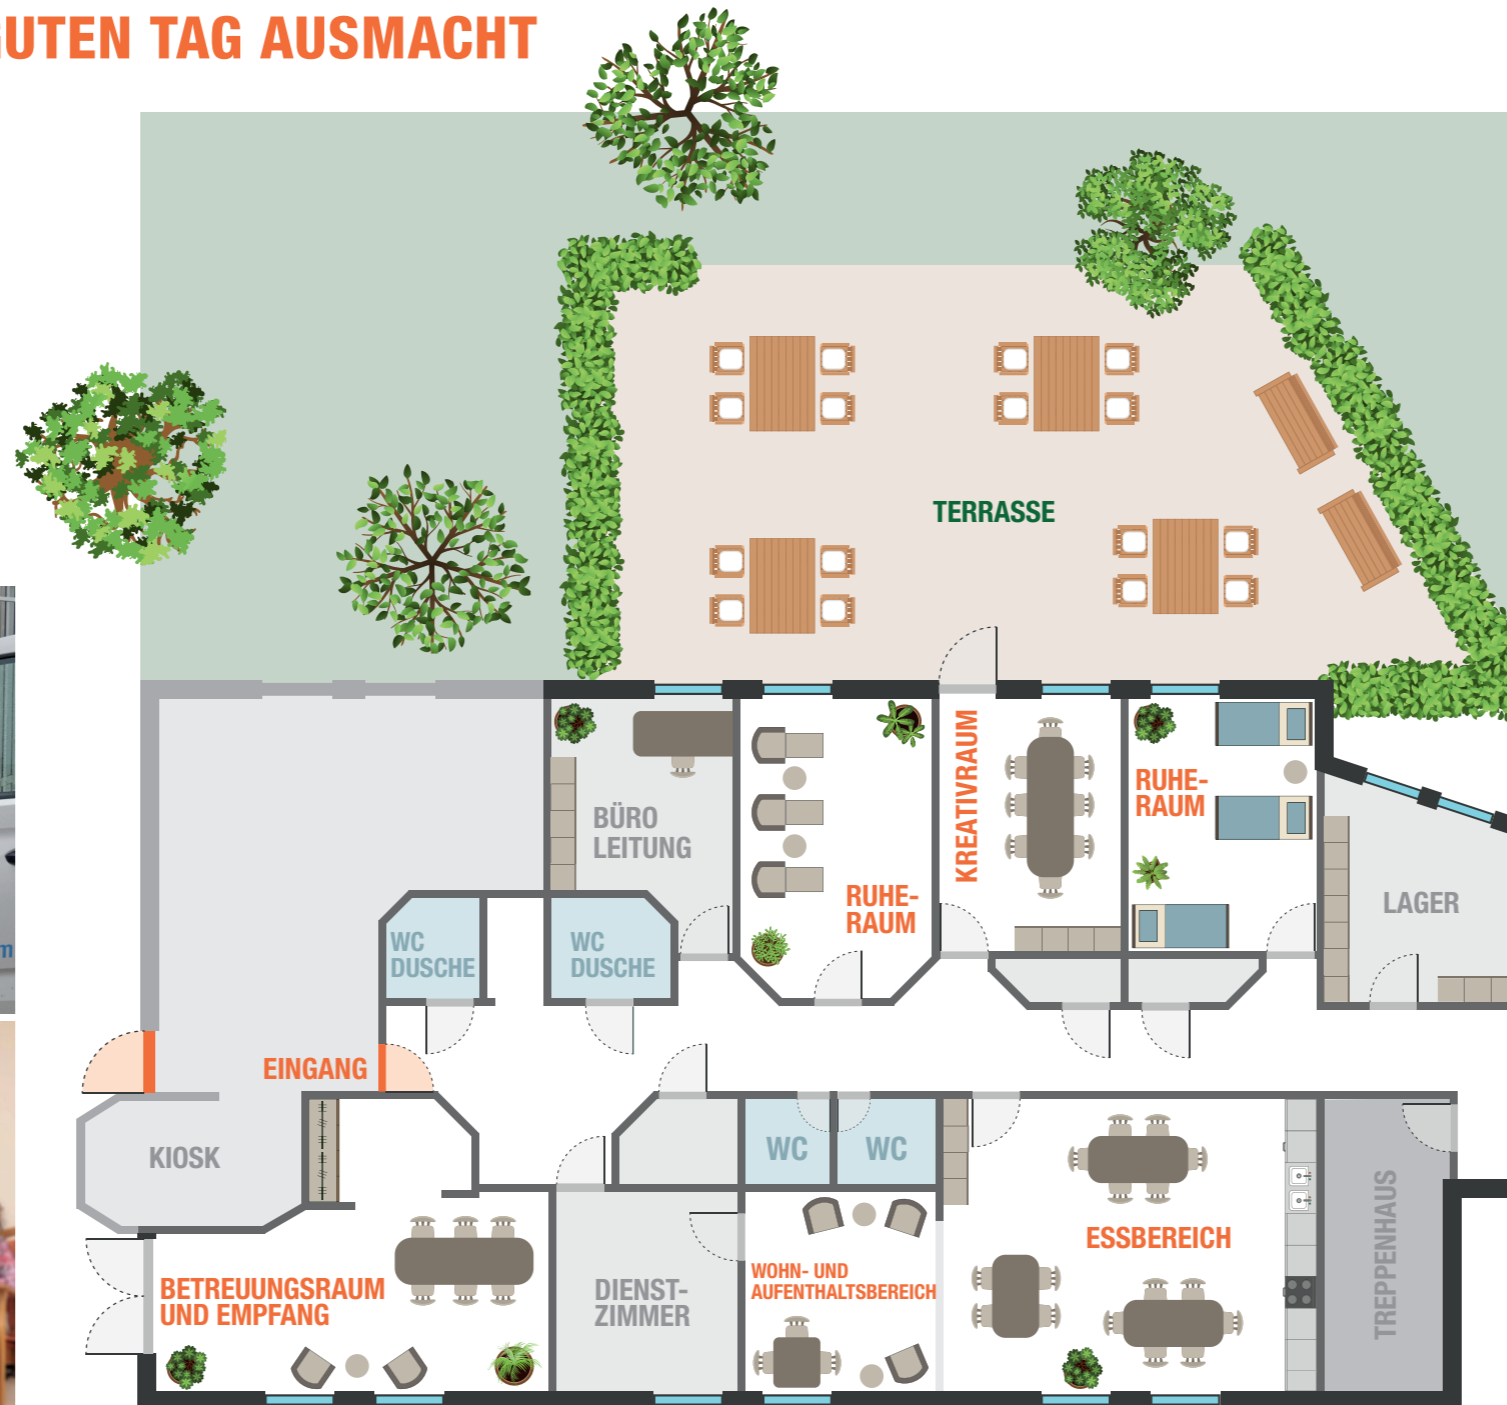 GUTEN TAG AUSMACHT
TERRASSE
BÜRO
LEITUNG
RUHE-
RAUM
KREATIVRAUM
RUHE-
RAUM
LAGER
WC
DUSCHE
WC
DUSCHE
EINGANG
KIOSK
WC
WC
ESSBEREICH
TREPPENHAUS
BETREUUNGSRAUM
UND EMPFANG
DIENST-
ZIMMER
WOHN- UND
AUFENTHALTSBEREICH